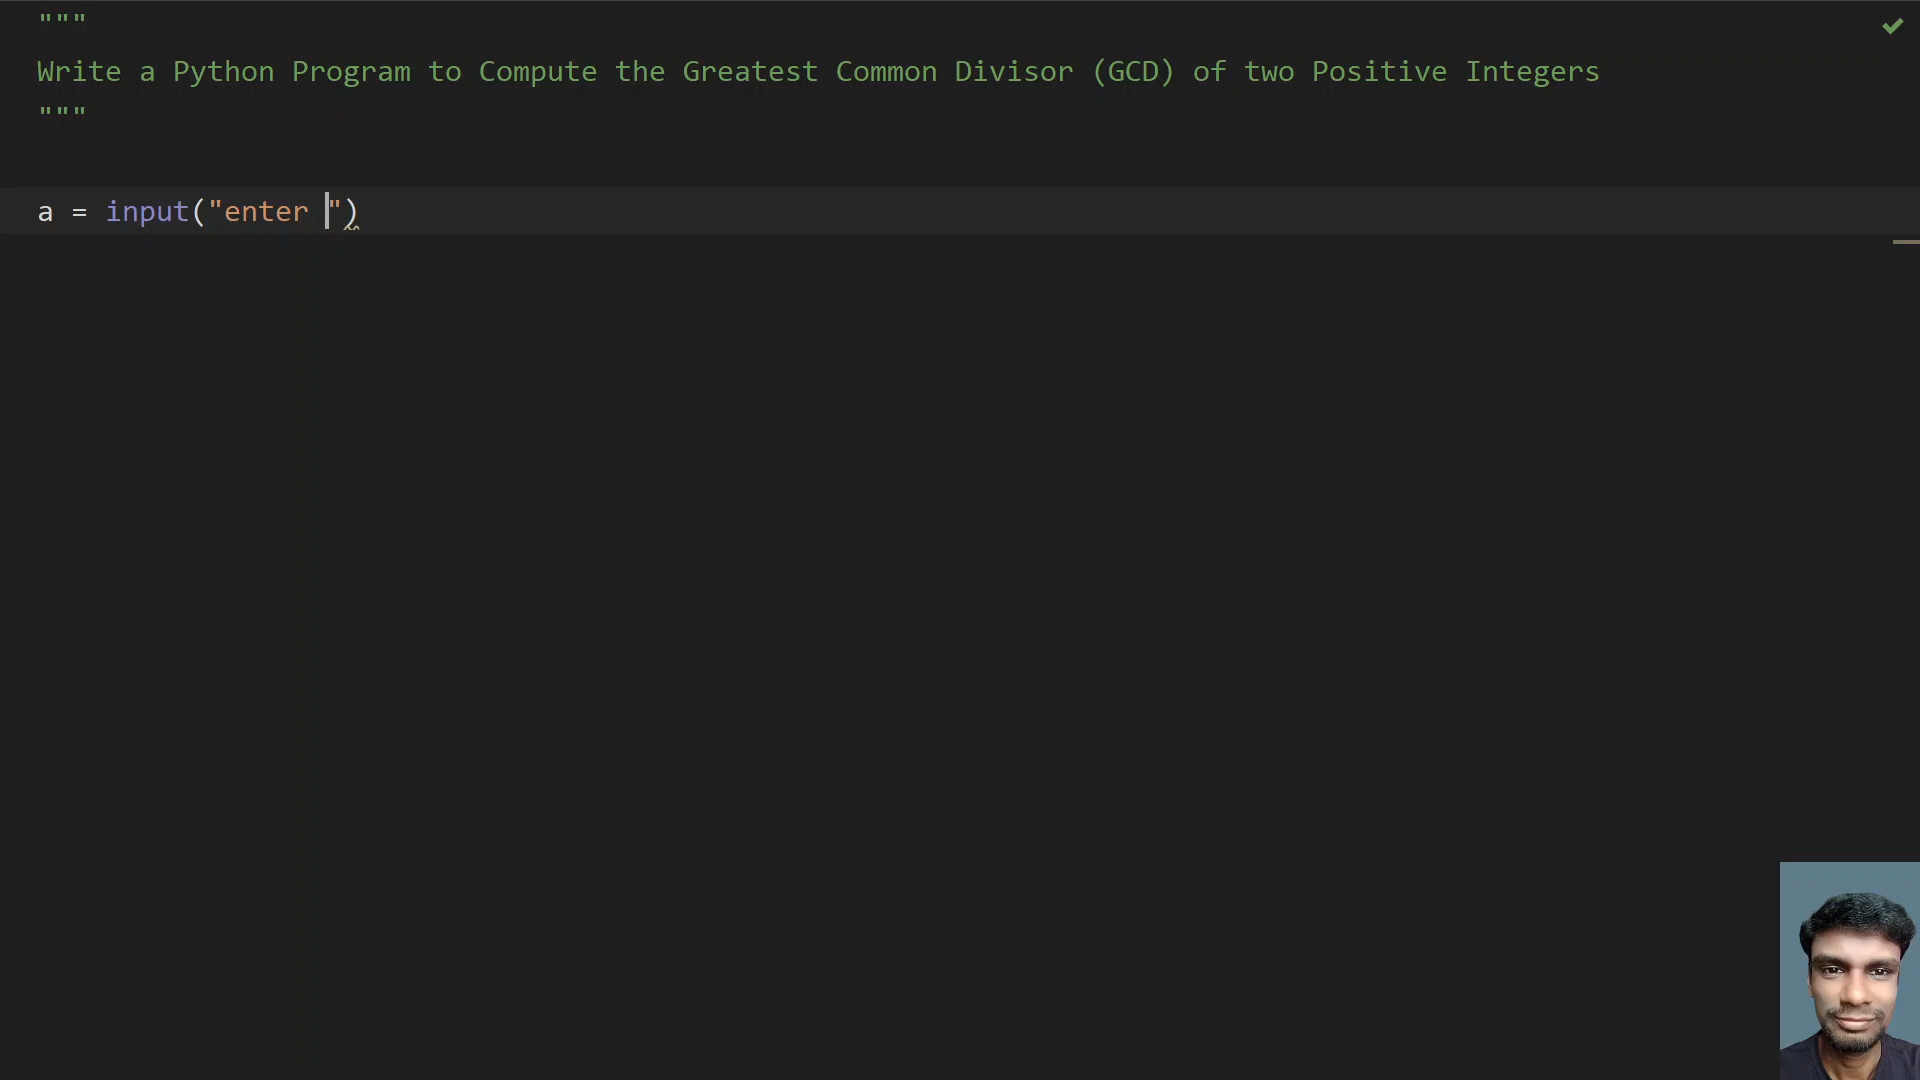 """
Write a Python Program to Compute the Greatest Common Divisor (GCD) of two Positive Integers
"""
a = input("enter ")